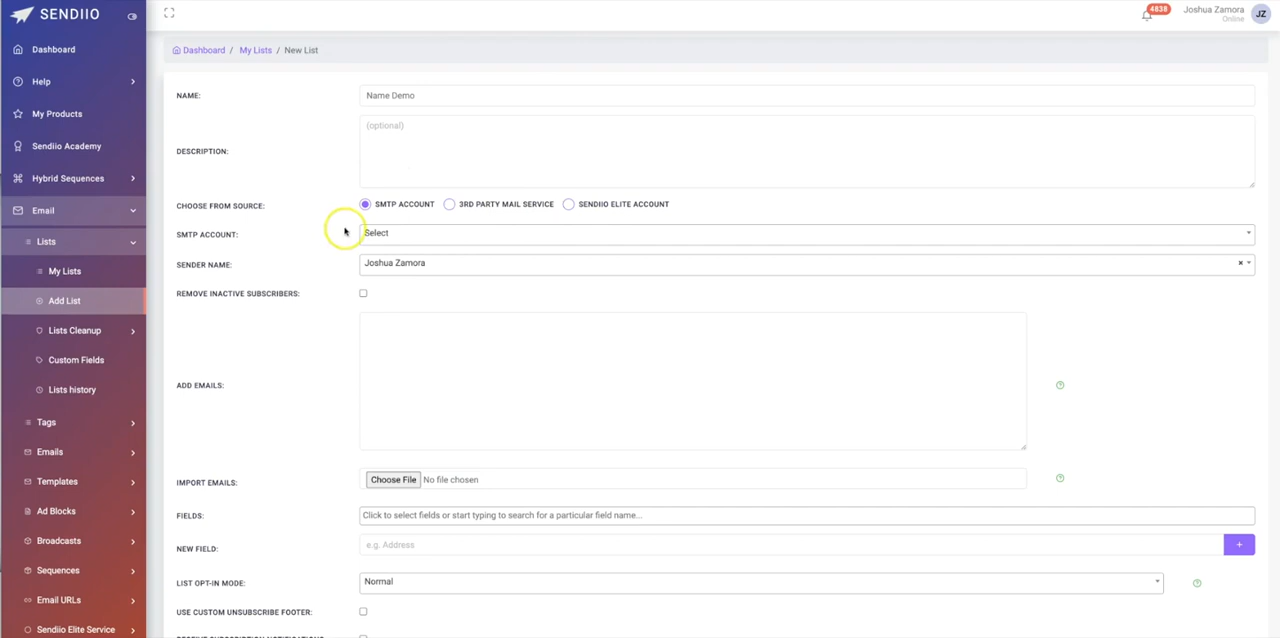 SENDIIO
4838
Joshua Zamora
Online
JZ
Dashboard
Help
My Products
Sendiio Academy
Hybrid Sequences
Email
Lists
My Lists
Add List
Lists Cleanup
Custom Fields
Lists history
Tags
Emails
Templates
Ad Blocks
Broadcasts
Sequences
Email URLs
Sendiio Elite Service
Dashboard / My Lists / New List
NAME: Name Demo
DESCRIPTION: (optional)
CHOOSE FROM SOURCE: SMTP ACCOUNT 3RD PARTY MAIL SERVICE SENDIIO ELITE ACCOUNT
SMTP ACCOUNT: Select
SENDER NAME: Joshua Zamora
REMOVE INACTIVE SUBSCRIBERS:
ADD EMAILS:
IMPORT EMAILS: Choose File No file chosen
FIELDS: Click to select fields or start typing to search for a particular field name...
NEW FIELD: e.g. Address +
LIST OPT-IN MODE: Normal
USE CUSTOM UNSUBSCRIBE FOOTER:
RECEIVE SUBSCRIPTION NOTIFICATIONS